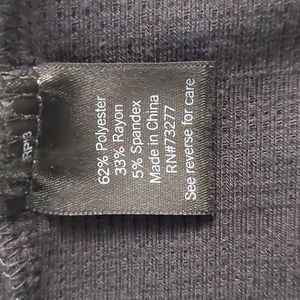 62% Polyester
33% Rayon
5% Spandex
Made in China
RN#73277
See reverse for care